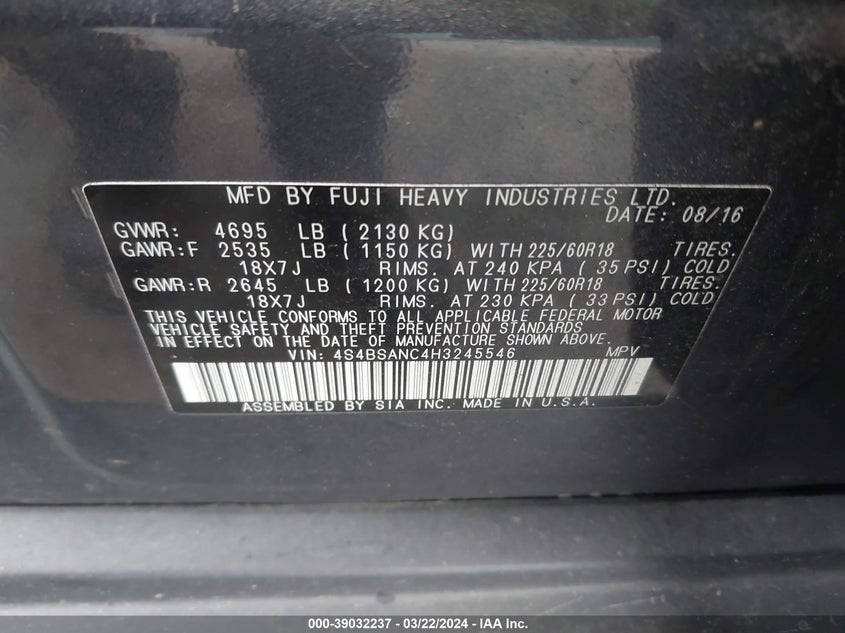 MFD BY FUJI HEAVY INDUSTRIES LTD.
DATE: 08/16
GVWR: 4695 LB ( 2130 KG)
GAWR:F 2535 LB ( 1150 KG) WITH 225/60R18 TIRES.
18X7J RIMS. AT 240 KPA ( 35 PSI) COLD
GAWR:R 2645 LB ( 1200 KG) WITH 225/60R18 TIRES.
18X7J RIMS. AT 230 KPA ( 33 PSI) COLD
THIS VEHICLE CONFORMS TO ALL APPLICABLE FEDERAL MOTOR
VEHICLE SAFETY AND THEFT PREVENTION STANDARDS
IN EFFECT ON THE DATE OF MANUFACTURE SHOWN ABOVE.
VIN: 4S4BSANC4H3245546 MPV
ASSEMBLED BY SIA INC. MADE IN U.S.A.
000-39032237 - 03/22/2024 - IAA Inc.